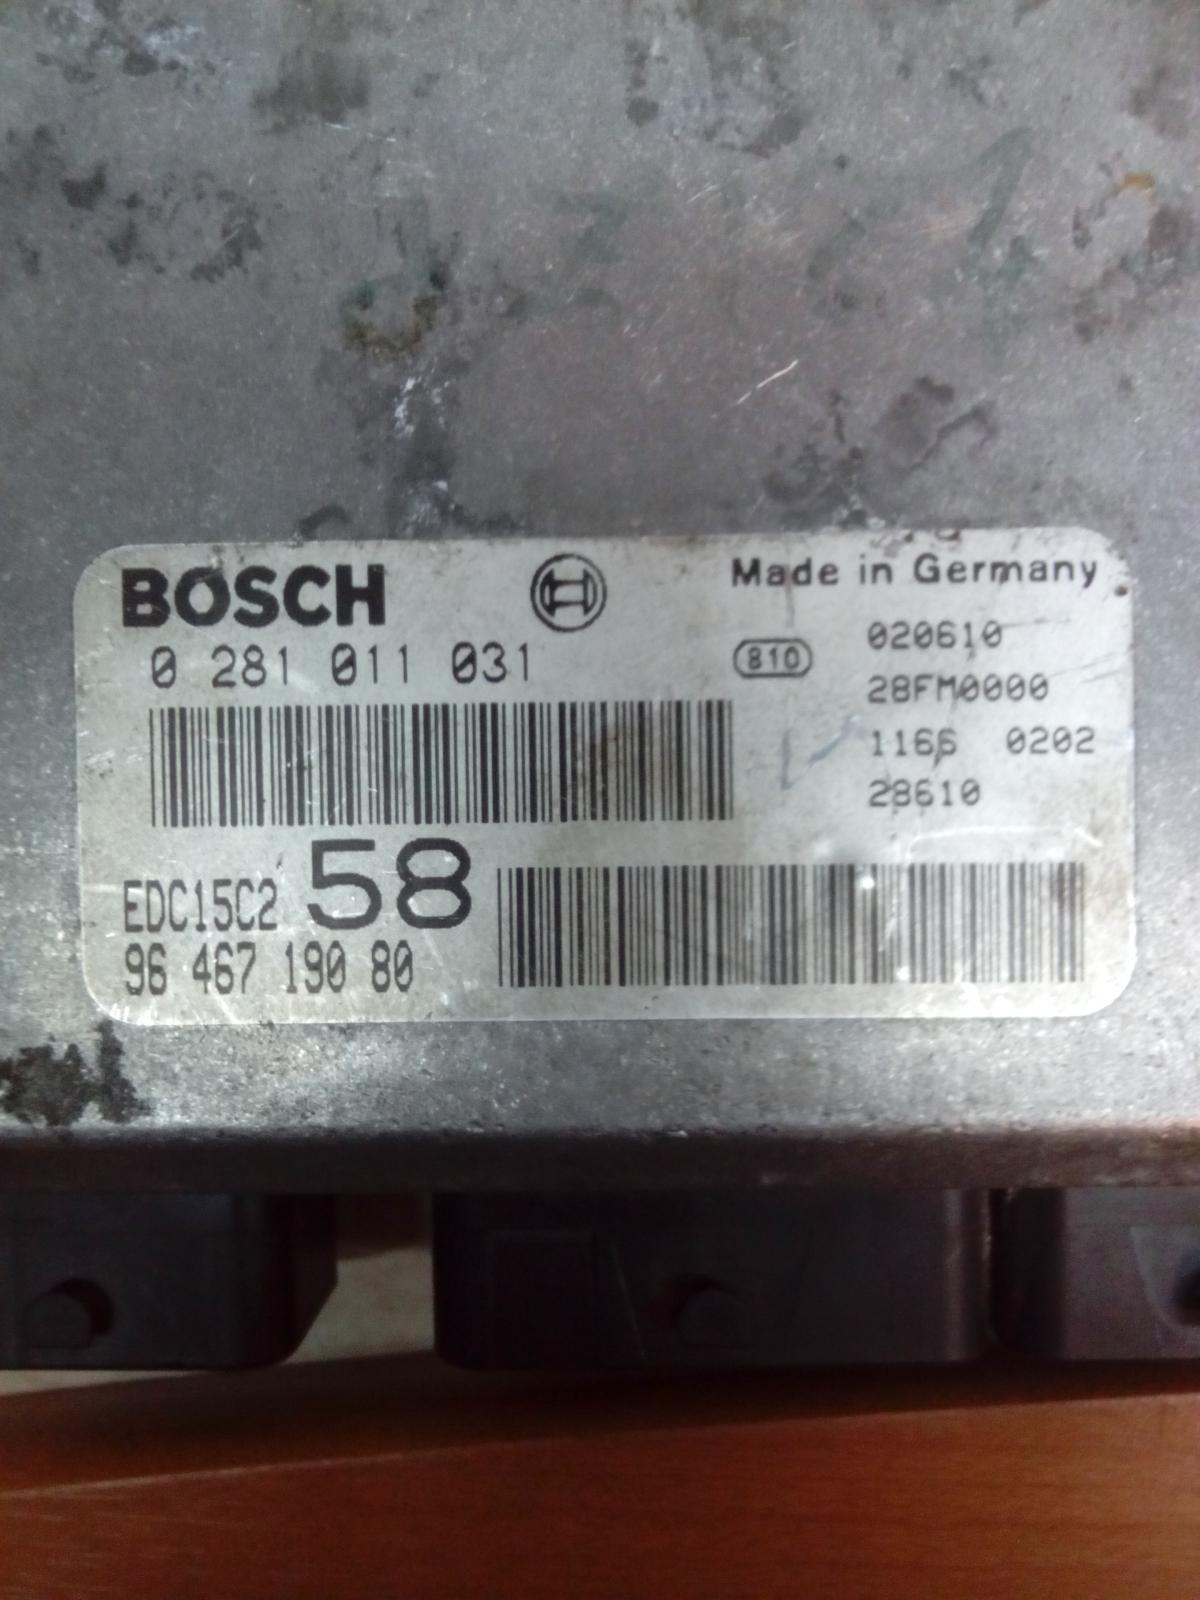 BOSCH
Made in Germany
0 281 011 031
810
020610
28FM0000
1166 0202
28610
EDC15C2 58
96 467 190 80